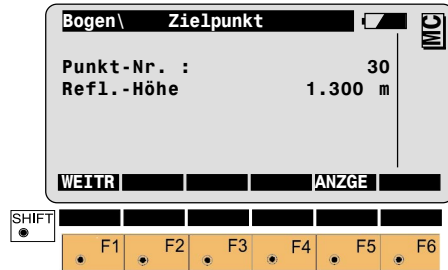 Bogen\ Zielpunkt
MC
Punkt-Nr. : 30
Refl.-Höhe 1.300 m
WEITR ANZGE
SHIFT
F1 F2 F3 F4 F5 F6